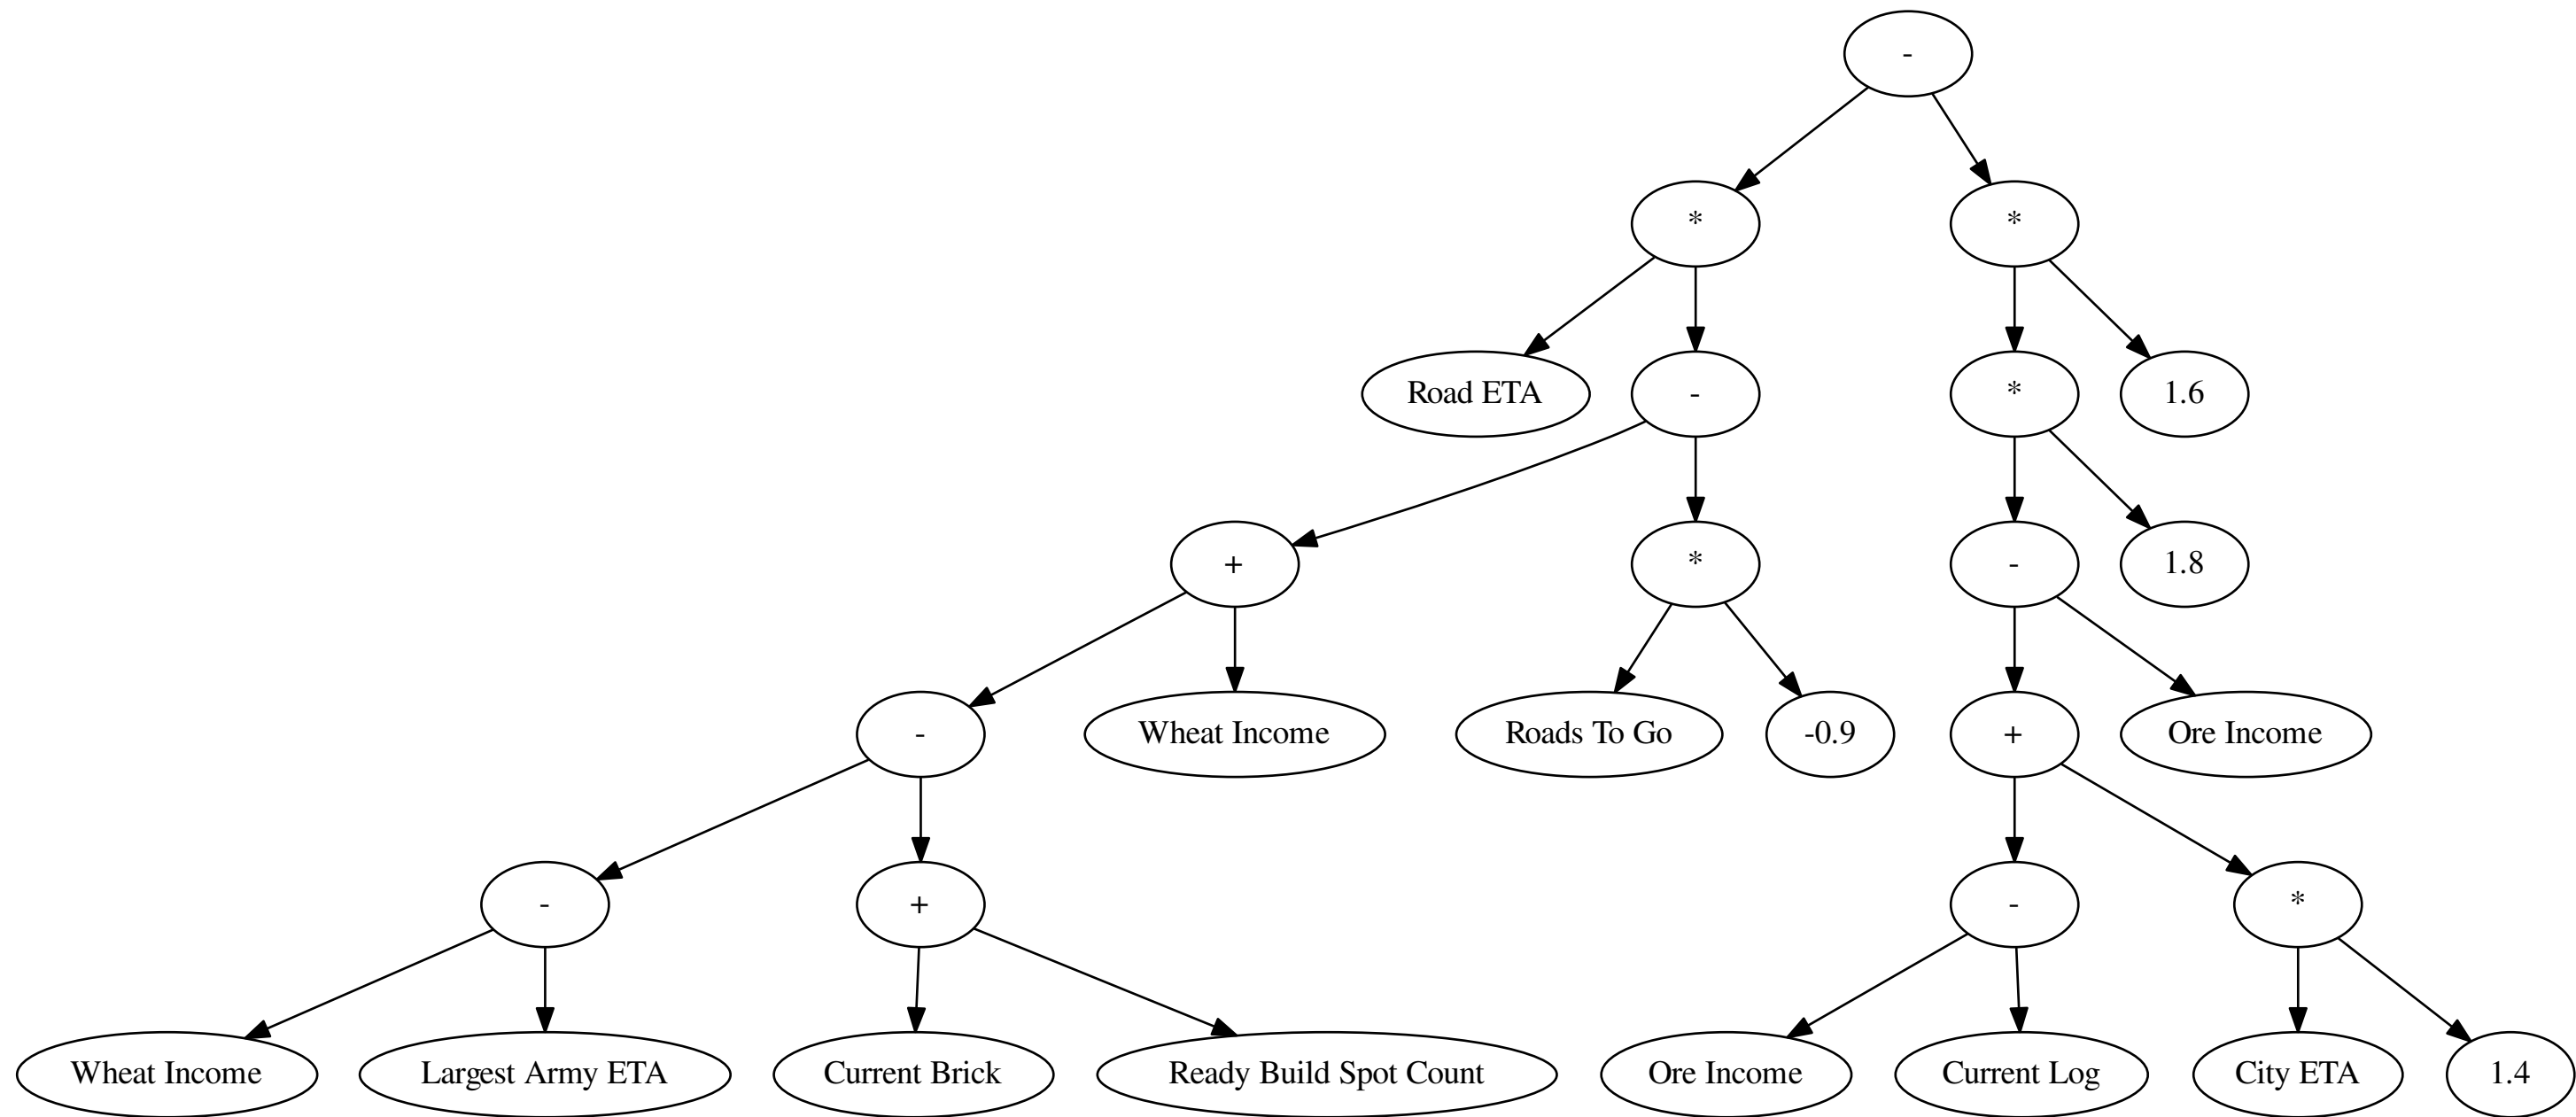 -
* *
Road ETA - * 1.6
+ * - 1.8
- Wheat Income Roads To Go -0.9 + Ore Income
- + - *
Wheat Income Largest Army ETA Current Brick Ready Build Spot Count Ore Income Current Log City ETA 1.4